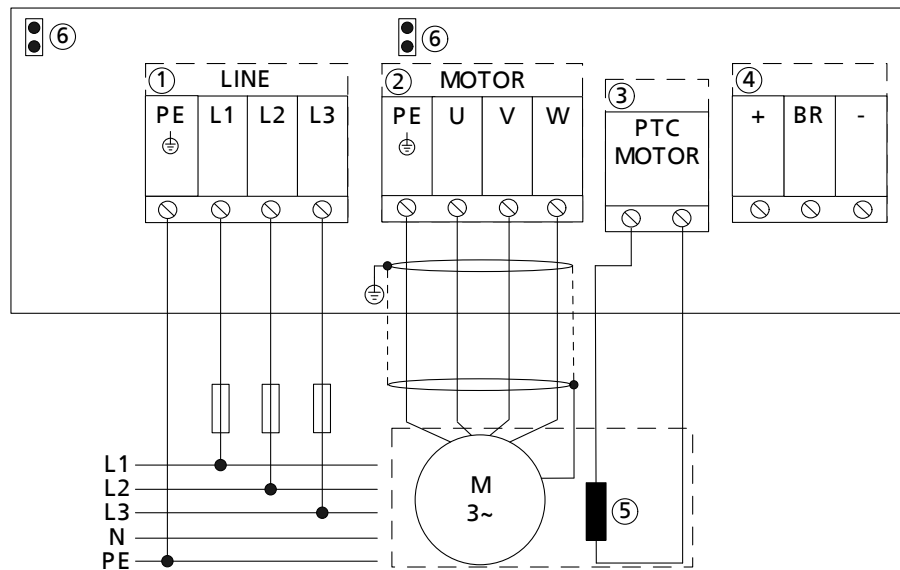 ⑥ ⑥
① LINE
PE L1 L2 L3
② MOTOR
PE U V W
③
PTC
MOTOR
④
+ BR -
L1
L2
L3
N
PE
M
3~
⑤